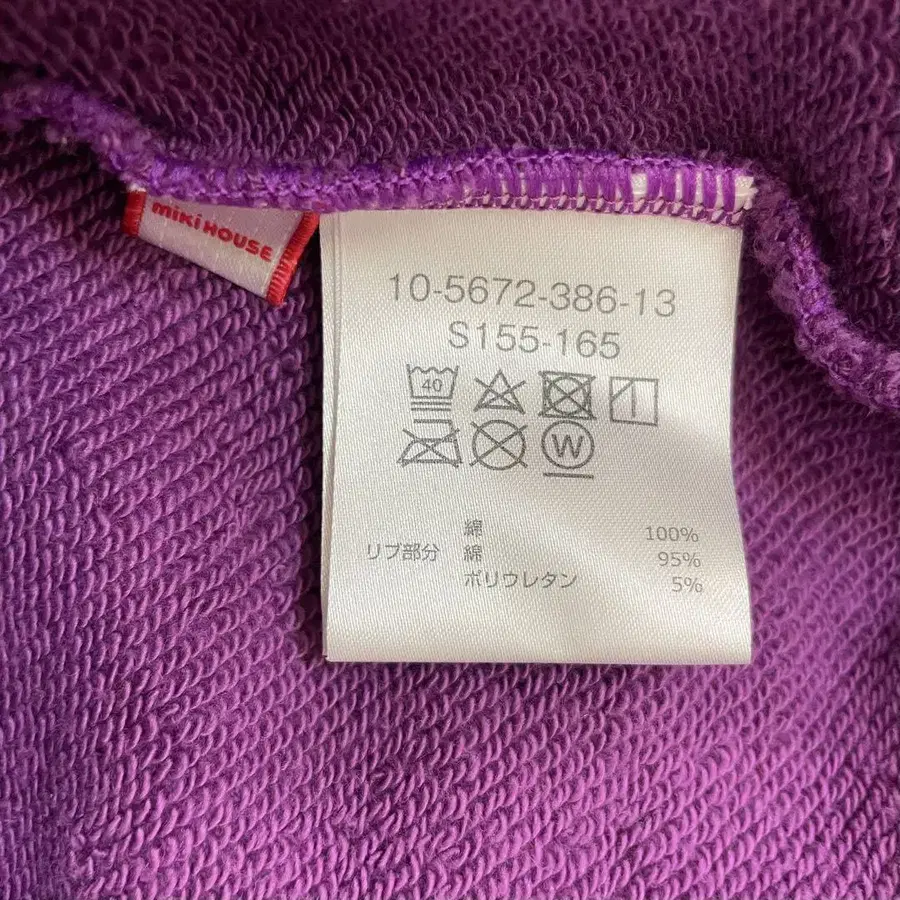 miki HOUSE
10-5672-386-13
S155-165
40
W
綿 100%
リブ部分 綿 95%
ポリウレタン 5%